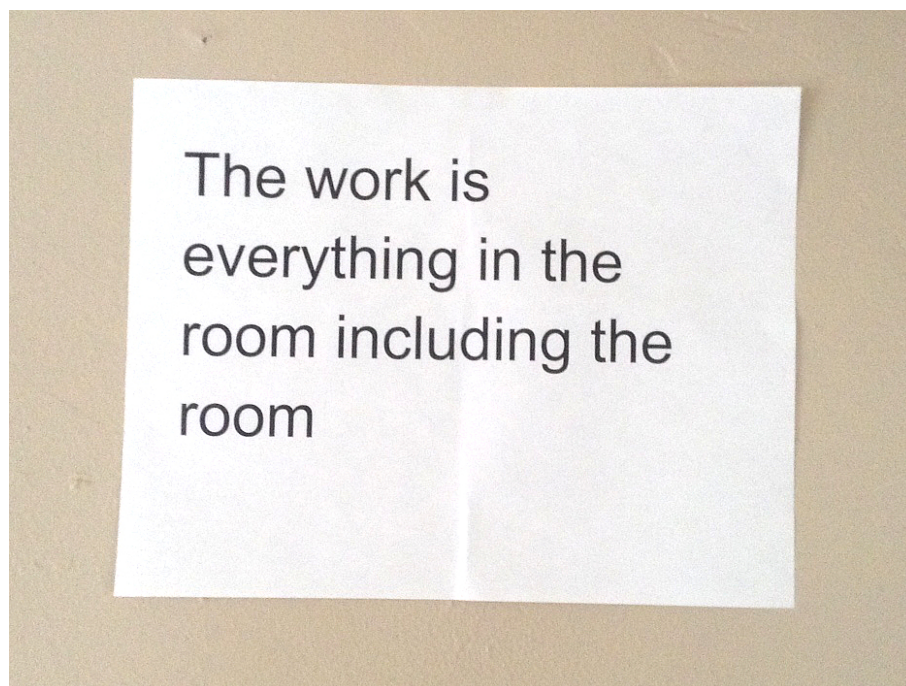 The work is
everything in the
room including the
room